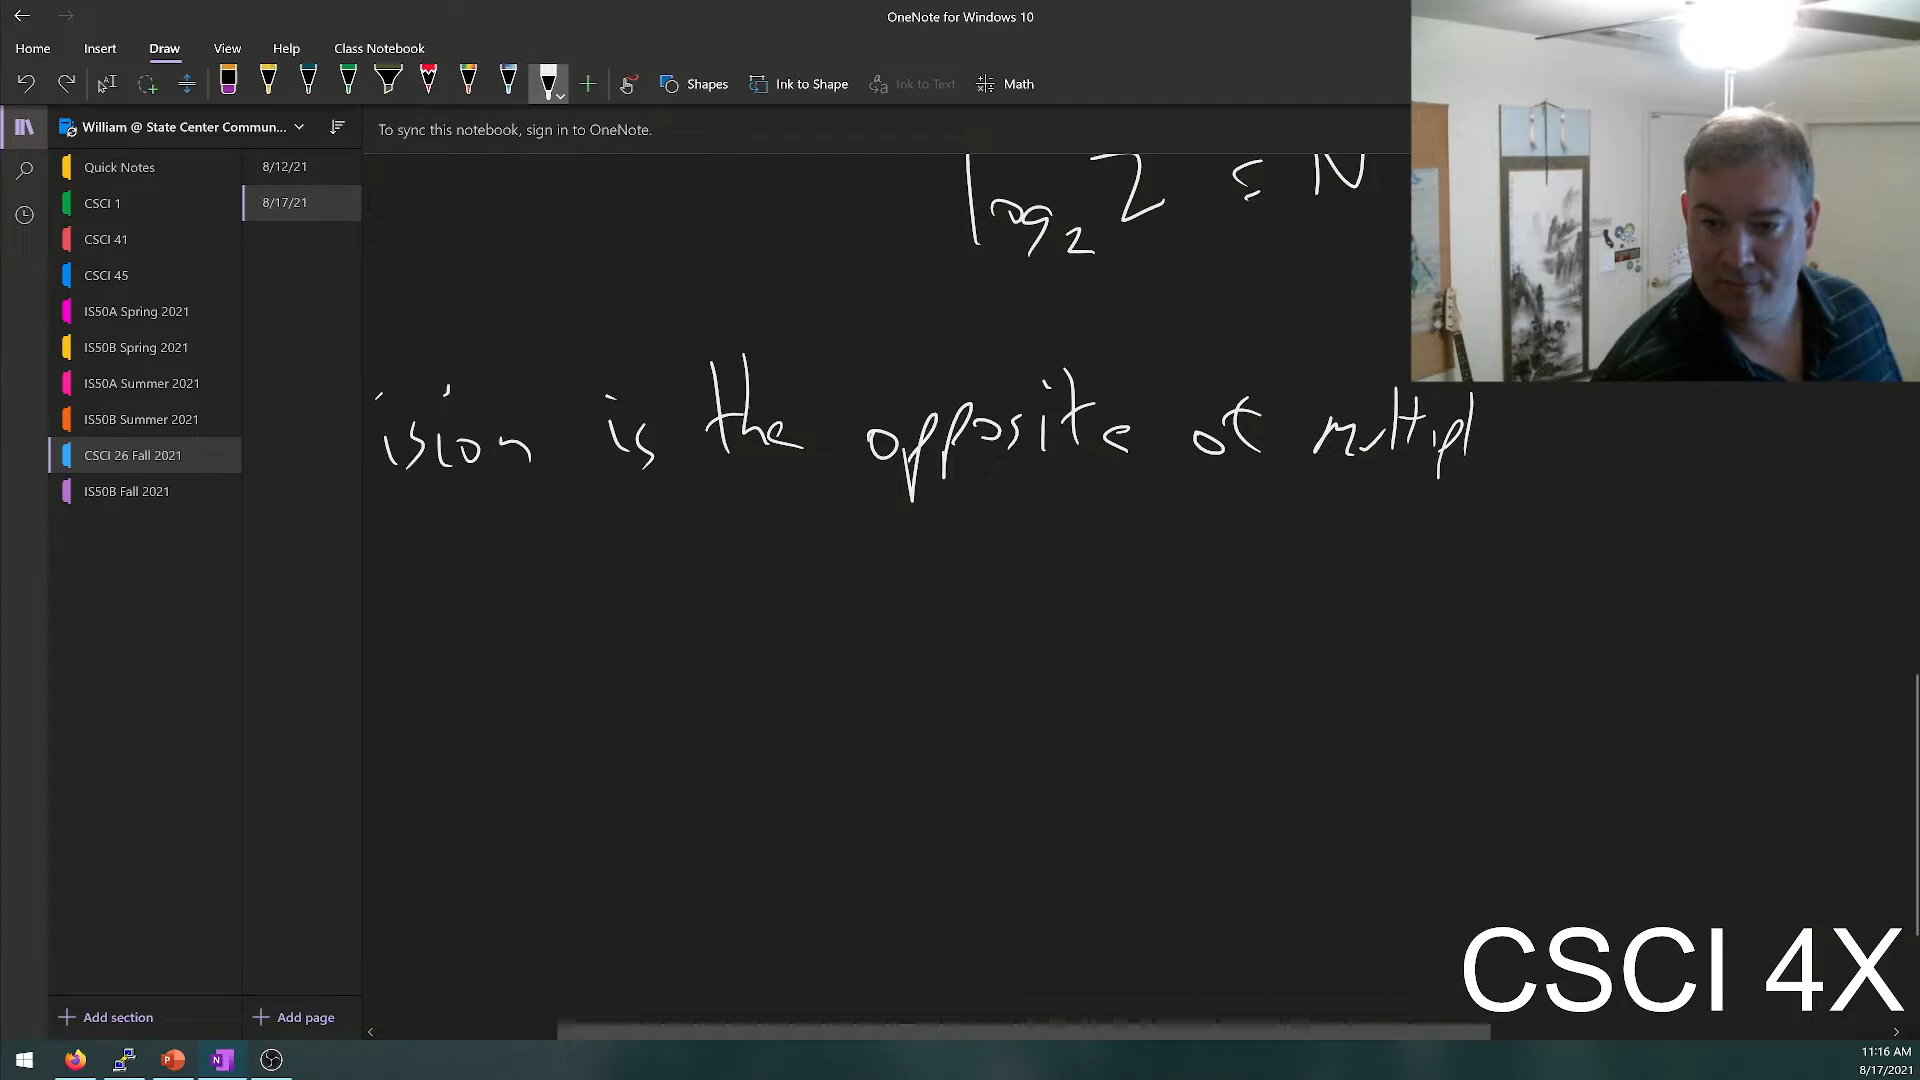 OneNote for Windows 10
Home Insert Draw View Help Class Notebook
Shapes Ink to Shape Ink to Text Math
William @ State Center Commun...
To sync this notebook, sign in to OneNote.
Quick Notes
CSCI 1
CSCI 41
CSCI 45
IS50A Spring 2021
IS50B Spring 2021
IS50A Summer 2021
IS50B Summer 2021
CSCI 26 Fall 2021
IS50B Fall 2021
8/12/21
8/17/21
log2 Z = N
ision is the opposite of multipl
Add section
Add page
CSCI 4X
11:16 AM
8/17/2021